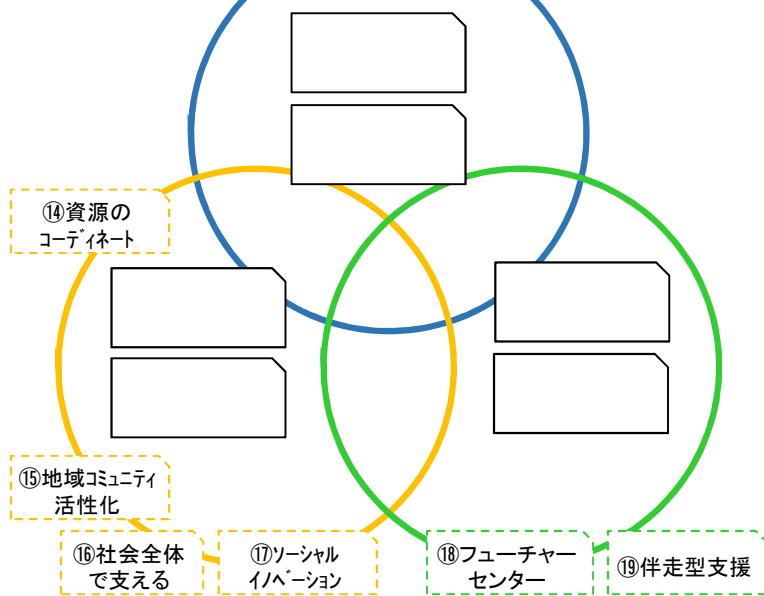 ⑭資源の
コーディネート
⑮地域コミュニティ
活性化
⑯社会全体
で支える
⑰ソーシャル
イノベーション
⑱フューチャー
センター
⑲伴走型支援